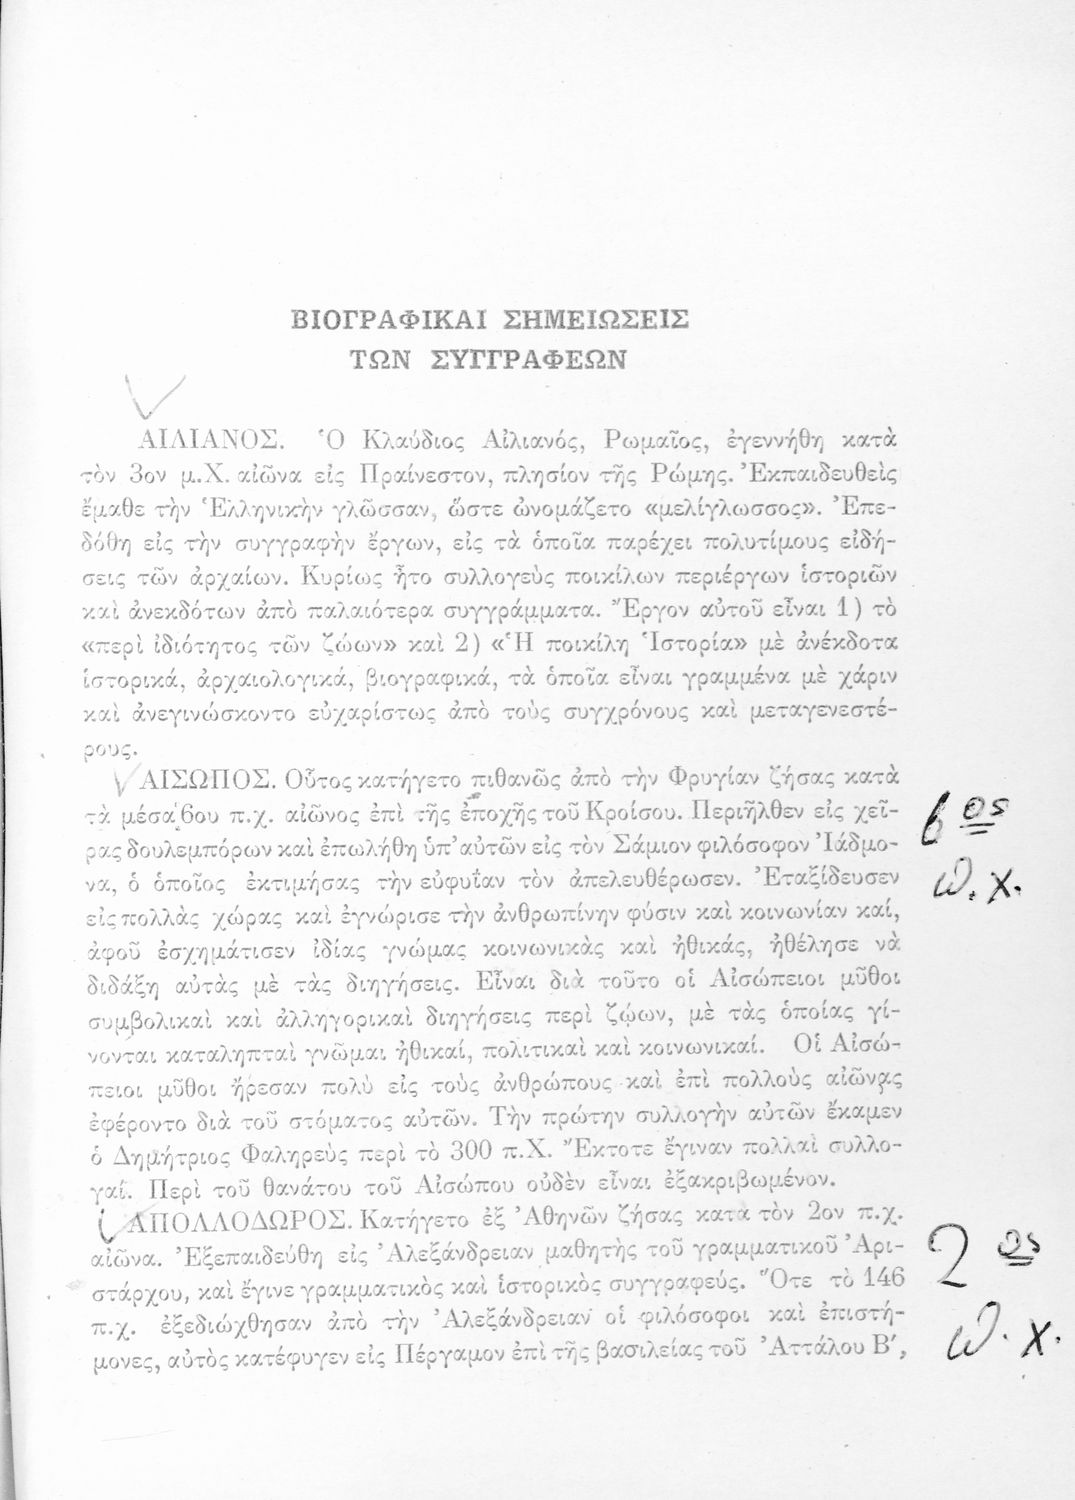 ΒΙΟΓΡΑΦΙΚΑΙ ΣΗΜΕΙΩΣΕΙΣ
ΤΩΝ ΣΥΓΓΡΑΦΕΩΝ
ΑΙΛΙΑΝΟΣ. Ὁ Κλαύδιος Αἰλιανός, Ρωμαῖος, ἐγεννήθη κατὰ
τὸν 3ον μ.Χ. αἰῶνα εἰς Πραίνεστον, πλησίον τῆς Ρώμης. Ἐκπαιδευθεὶς
ἔμαθε τὴν Ἑλληνικὴν γλῶσσαν, ὥστε ὠνομάζετο «μελίγλωσσος». Ἐπε-
δόθη εἰς τὴν συγγραφὴν ἔργων, εἰς τὰ ὁποῖα παρέχει πολυτίμους εἰδή-
σεις τῶν ἀρχαίων. Κυρίως ἦτο συλλογεὺς ποικίλων περιέργων ἱστοριῶν
καὶ ἀνεκδότων ἀπὸ παλαιότερα συγγράμματα. Ἔργον αὐτοῦ εἶναι 1) τὸ
«περὶ ἰδιότητος τῶν ζώων» καὶ 2) «Ἡ ποικίλη Ἱστορία» μὲ ἀνέκδοτα
ἱστορικά, ἀρχαιολογικά, βιογραφικά, τὰ ὁποῖα εἶναι γραμμένα μὲ χάριν
καὶ ἀνεγινώσκοντο εὐχαρίστως ἀπὸ τοὺς συγχρόνους καὶ μεταγενεστέ-
ρους.
ΑΙΣΩΠΟΣ. Οὗτος κατήγετο πιθανῶς ἀπὸ τὴν Φρυγίαν ζήσας κατὰ
τὰ μέσα 6ου π.χ. αἰῶνος ἐπὶ τῆς ἐποχῆς τοῦ Κροίσου. Περιῆλθεν εἰς χεῖ-
ρας δουλεμπόρων καὶ ἐπωλήθη ὑπ' αὐτῶν εἰς τὸν Σάμιον φιλόσοφον Ἰάδμο-
να, ὁ ὁποῖος ἐκτιμήσας τὴν εὐφυΐαν τὸν ἀπελευθέρωσεν. Ἐταξίδευσεν
εἰς πολλὰς χώρας καὶ ἐγνώρισε τὴν ἀνθρωπίνην φύσιν καὶ κοινωνίαν καί,
ἀφοῦ ἐσχημάτισεν ἰδίας γνώμας κοινωνικὰς καὶ ἠθικάς, ἠθέλησε νὰ
διδάξη αὐτὰς μὲ τὰς διηγήσεις. Εἶναι διὰ τοῦτο οἱ Αἰσώπειοι μῦθοι
συμβολικαὶ καὶ ἀλληγορικαὶ διηγήσεις περὶ ζώων, μὲ τὰς ὁποίας γί-
νονται καταληπταὶ γνῶμαι ἠθικαί, πολιτικαὶ καὶ κοινωνικαί. Οἱ Αἰσώ-
πειοι μῦθοι ἤρεσαν πολὺ εἰς τοὺς ἀνθρώπους καὶ ἐπὶ πολλοὺς αἰῶνας
ἐφέροντο διὰ τοῦ στόματος αὐτῶν. Τὴν πρώτην συλλογὴν αὐτῶν ἔκαμεν
ὁ Δημήτριος Φαληρεὺς περὶ τὸ 300 π.Χ. Ἔκτοτε ἔγιναν πολλαὶ συλλο-
γαί. Περὶ τοῦ θανάτου τοῦ Αἰσώπου οὐδὲν εἶναι ἐξακριβωμένον.
ΑΠΟΛΛΟΔΩΡΟΣ. Κατήγετο ἐξ Ἀθηνῶν ζήσας κατὰ τὸν 2ον π.χ.
αἰῶνα. Ἐξεπαιδεύθη εἰς Ἀλεξάνδρειαν μαθητὴς τοῦ γραμματικοῦ Ἀρι-
στάρχου, καὶ ἔγινε γραμματικὸς καὶ ἱστορικὸς συγγραφεύς. Ὅτε τὸ 146
π.χ. ἐξεδιώχθησαν ἀπὸ τὴν Ἀλεξάνδρειαν οἱ φιλόσοφοι καὶ ἐπιστή-
μονες, αὐτὸς κατέφυγεν εἰς Πέργαμον ἐπὶ τῆς βασιλείας τοῦ Ἀττάλου Β′,
6ος
π.χ.
2ος
π.χ.